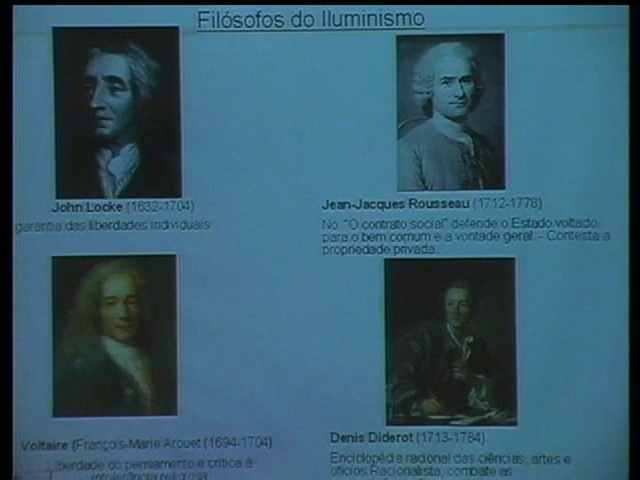 Filósofos do Iluminismo
John Locke (1632-1704)
garantia das liberdades individuais
Jean-Jacques Rousseau (1712-1778)
No "O contrato social" defende o Estado voltado
para o bem comum e a vontade geral - Contesta a
propriedade privada.
Voltaire (François-Marie Arouet (1694-1704)
Liberdade do pensamento e crítica á
intolerância religiosa
Denis Diderot (1713-1784)
Enciclopédia racional das ciências, artes e
ofícios Racionalista, combate as